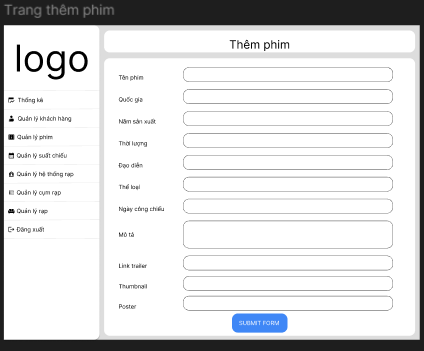 Trang thêm phim
logo
Thống kê
Quản lý khách hàng
Quản lý phim
Quản lý suất chiếu
Quản lý hệ thống rạp
Quản lý cụm rạp
Quản lý rạp
Đăng xuất
Thêm phim
Tên phim
Quốc gia
Năm sản xuất
Thời lượng
Đạo diễn
Thể loại
Ngày công chiếu
Mô tả
Link trailer
Thumbnail
Poster
SUBMIT FORM